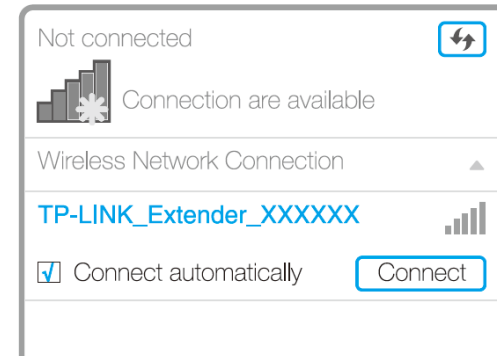 Not connected
Connection are available
Wireless Network Connection
TP-LINK_Extender_XXXXXX
Connect automatically
Connect